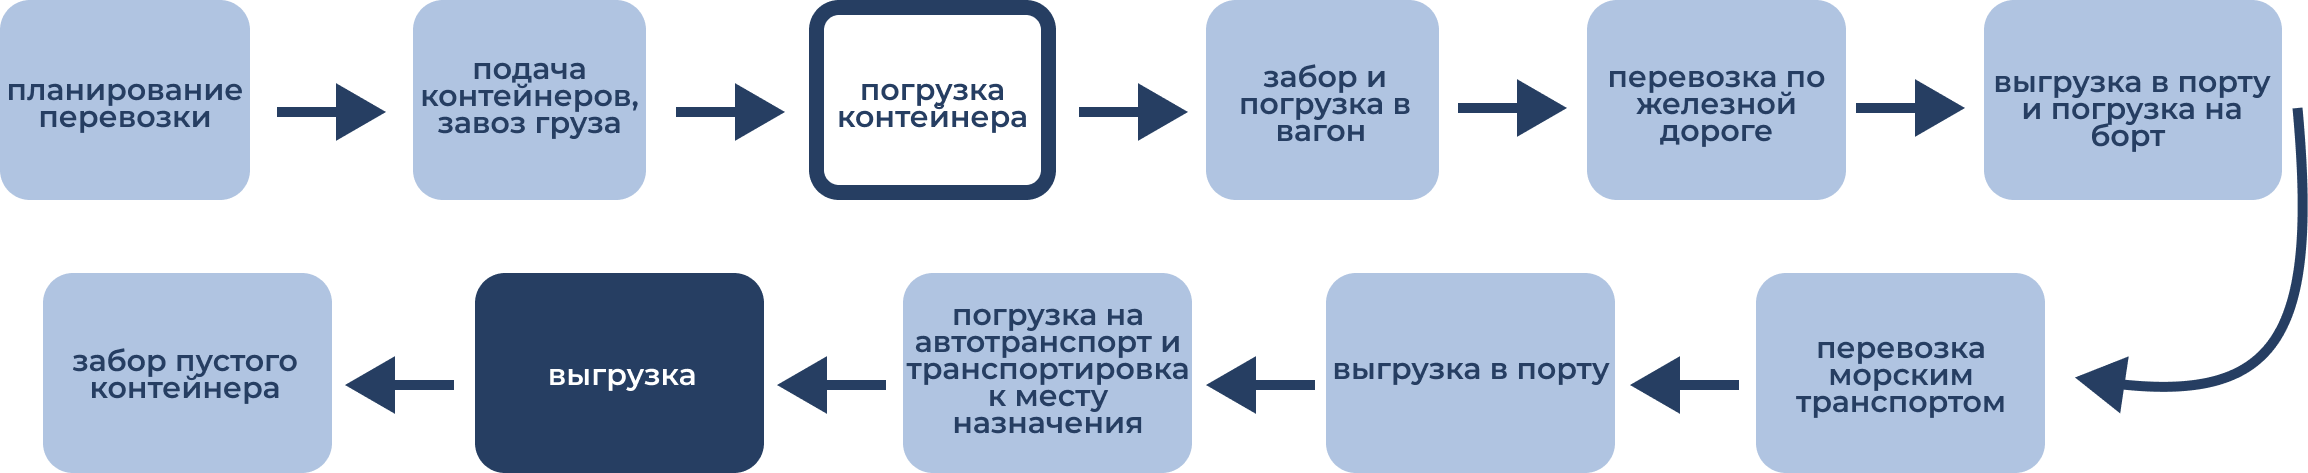 планирование
перевозки
подача
контейнеров,
завоз груза
погрузка
контейнера
забор и
погрузка в
вагон
перевозка по
железной
дороге
выгрузка в порту
и погрузка на
борт
перевозка
морским
транспортом
выгрузка в порту
погрузка на
автотранспорт и
транспортировка
к месту
назначения
выгрузка
забор пустого
контейнера